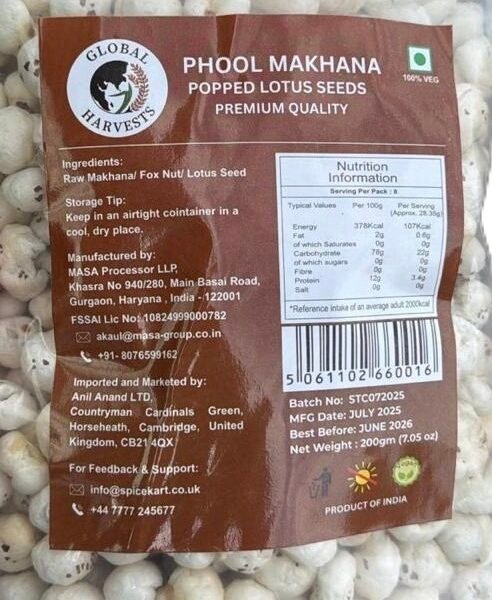 GLOBAL
HARVESTS
PHOOL MAKHANA
POPPED LOTUS SEEDS
PREMIUM QUALITY
100% VEG
Ingredients:
Raw Makhana/ Fox Nut/ Lotus Seed
Storage Tip:
Keep in an airtight cointainer in a
cool, dry place.
Manufactured by:
MASA Processor LLP,
Khasra No 940/280, Main Basai Road,
Gurgaon, Haryana , India - 122001
FSSAI Lic No: 10824999000782
akaul@masa-group.co.in
+91- 8076599162
Imported and Marketed by:
Anil Anand LTD,
Countryman Cardinals Green,
Horseheath, Cambridge, United
Kingdom, CB21 4QX
For Feedback & Support:
info@spicekart.co.uk
+44 7777 245677
Nutrition
Information
Serving Per Pack : 8
Typical Values Per 100g Per Serving
(Approx. 28.35g)
Energy 378Kcal 107Kcal
Fat 2g 0.6g
of which Saturates 0g 0g
Carbohydrate 78g 22g
of which sugars 0g 0g
Fibre 0g 0g
Protein 12g 3.4g
Salt 0g 0g
*Reference intake of an average adult 2000kcal
5 061102 660016
Batch No: STC072025
MFG Date: JULY 2025
Best Before: JUNE 2026
Net Weight : 200gm (7.05 oz)
PRODUCT OF INDIA